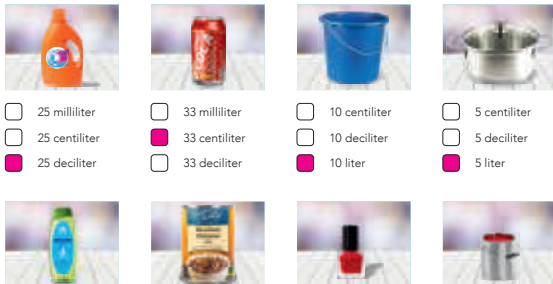 25 milliliter
33 milliliter
10 centiliter
5 centiliter
25 centiliter
33 centiliter
10 deciliter
5 deciliter
25 deciliter
33 deciliter
10 liter
5 liter